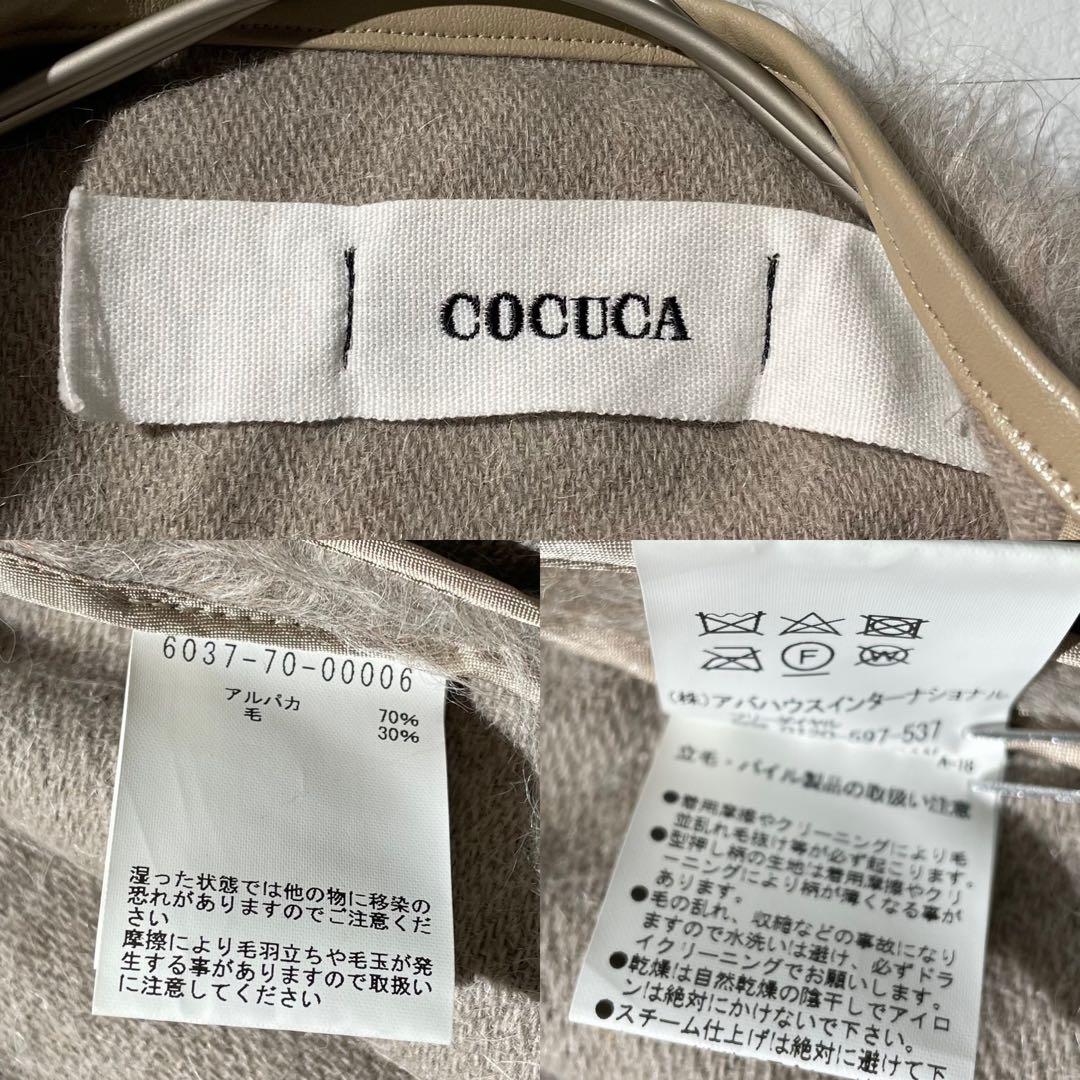 COCUCA
6037-70-00006
アルパカ 70%
毛 30%
湿った状態では他の物に移染の
恐れがありますのでご注意くだ
さい
摩擦により毛羽立ちや毛玉が発
生する事がありますので取扱い
に注意してください
F
W
(株)アバハウスインターナショナル
フリーダイヤル
0120-597-537
A-18
立毛・パイル製品の取扱い注意
●着用摩擦やクリーニングにより毛
並乱れ毛抜け等が必ず起こります。
●型押し柄の生地は着用摩擦やクリ
ーニングにより柄が薄くなる事が
あります。
●毛の乱れ、収縮などの事故になり
ますので水洗いは避け、必ずドラ
イクリーニングでお願いします。
●乾燥は自然乾燥の陰干しでアイロ
ンは絶対にかけないで下さい。
●スチーム仕上げは絶対に避けて下